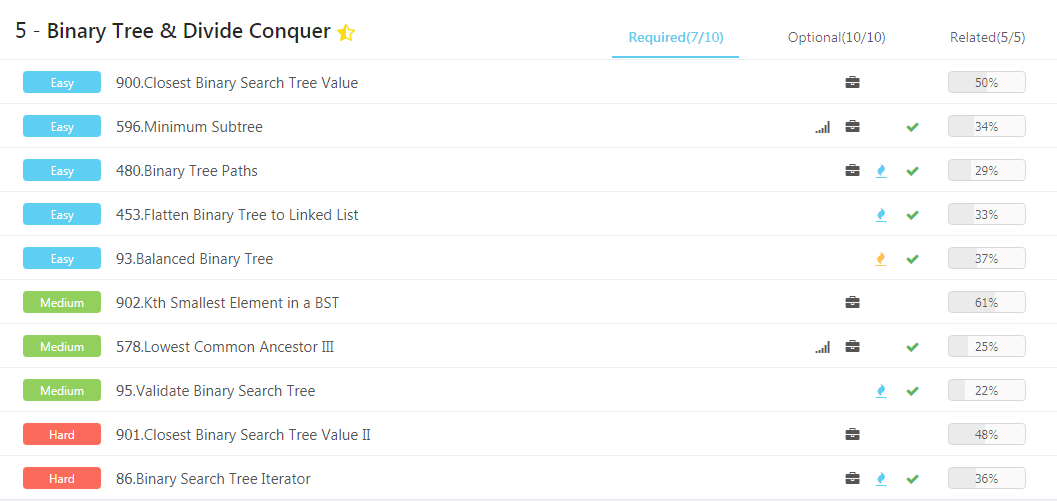 5 - Binary Tree & Divide Conquer Required(7/10) Optional(10/10) Related(5/5)
Easy 900.Closest Binary Search Tree Value 50%
Easy 596.Minimum Subtree 34%
Easy 480.Binary Tree Paths 29%
Easy 453.Flatten Binary Tree to Linked List 33%
Easy 93.Balanced Binary Tree 37%
Medium 902.Kth Smallest Element in a BST 61%
Medium 578.Lowest Common Ancestor III 25%
Medium 95.Validate Binary Search Tree 22%
Hard 901.Closest Binary Search Tree Value II 48%
Hard 86.Binary Search Tree Iterator 36%